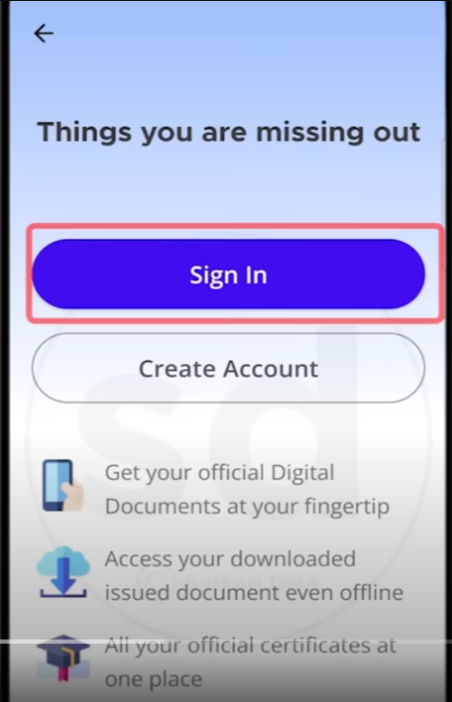 Things you are missing out
Sign In
Create Account
sd
Get your official Digital
Documents at your fingertip
Access your downloaded
issued document even offline
All your official certificates at
one place